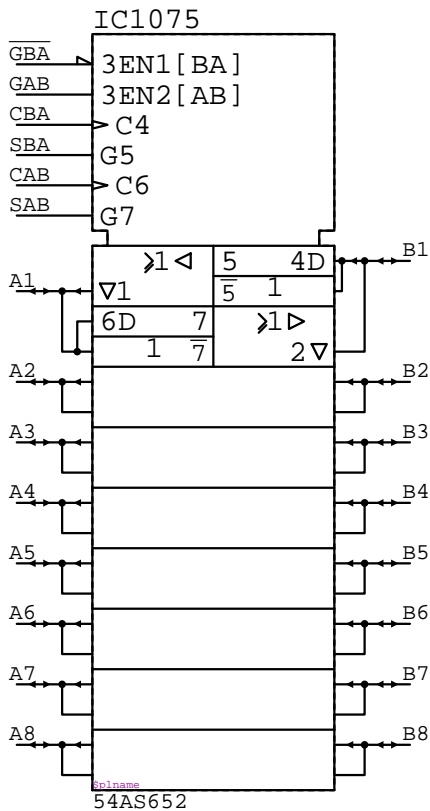 IC1075
GBA
3EN1[BA]
GAB
3EN2[AB]
CBA
C4
SBA
G5
CAB
C6
SAB
G7
≥1 ◁ 5 4D B1
A1 ▽1 5 1
6D 7 ≥1 ▷
1 7 2 ▽
A2 B2
A3 B3
A4 B4
A5 B5
A6 B6
A7 B7
A8 B8
$plname
54AS652